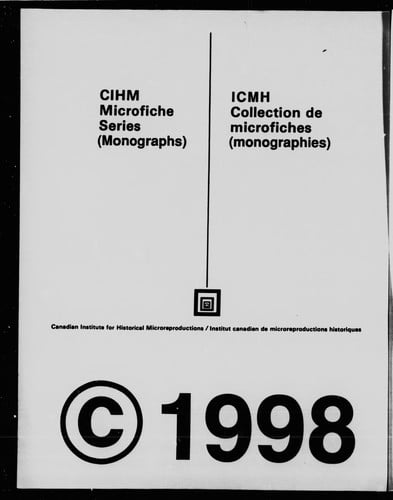 CIHM
Microfiche
Series
(Monographs)
ICMH
Collection de
microfiches
(monographies)
Canadian Institute for Historical Microreproductions / Institut canadien de microreproductions historiques
© 1998